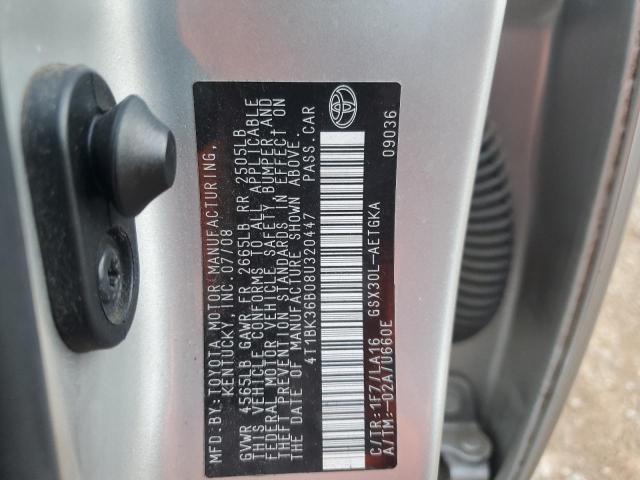 MFD.BY: TOYOTA MOTOR MANUFACTURING,
KENTUCKY, INC. 07/08
GVWR 4565LB GAWR FR 2665LB RR 2505LB
THIS VEHICLE CONFORMS TO ALL APPLICABLE
FEDERAL MOTOR VEHICLE SAFETY, BUMPER AND
THEFT PREVENTION STANDARDS IN EFFECT ON
THE DATE OF MANUFACTURE SHOWN ABOVE.
4T1BK36B08U320447 PASS.CAR
C/TR:1F7/LA16 GSX30L-AETGKA
A/TM:-02A/U660E 09036